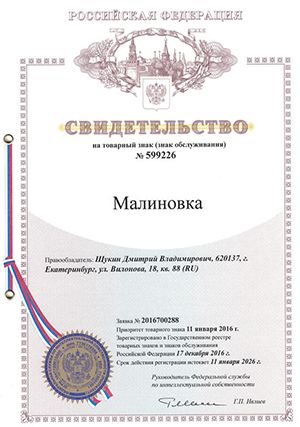 РОССИЙСКАЯ ФЕДЕРАЦИЯ
СВИДЕТЕЛЬСТВО
на товарный знак (знак обслуживания)
№ 599226
Малиновка
Правообладатель: Щукин Дмитрий Владимирович, 620137, г.
Екатеринбург, ул. Вилонова, 18, кв. 88 (RU)
Заявка № 2016700288
Приоритет товарного знака 11 января 2016 г.
Зарегистрировано в Государственном реестре
товарных знаков и знаков обслуживания
Российской Федерации 17 декабря 2016 г.
Срок действия регистрации истекает 11 января 2026 г.
Руководитель Федеральной службы
по интеллектуальной собственности
Г.П. Ивлиев